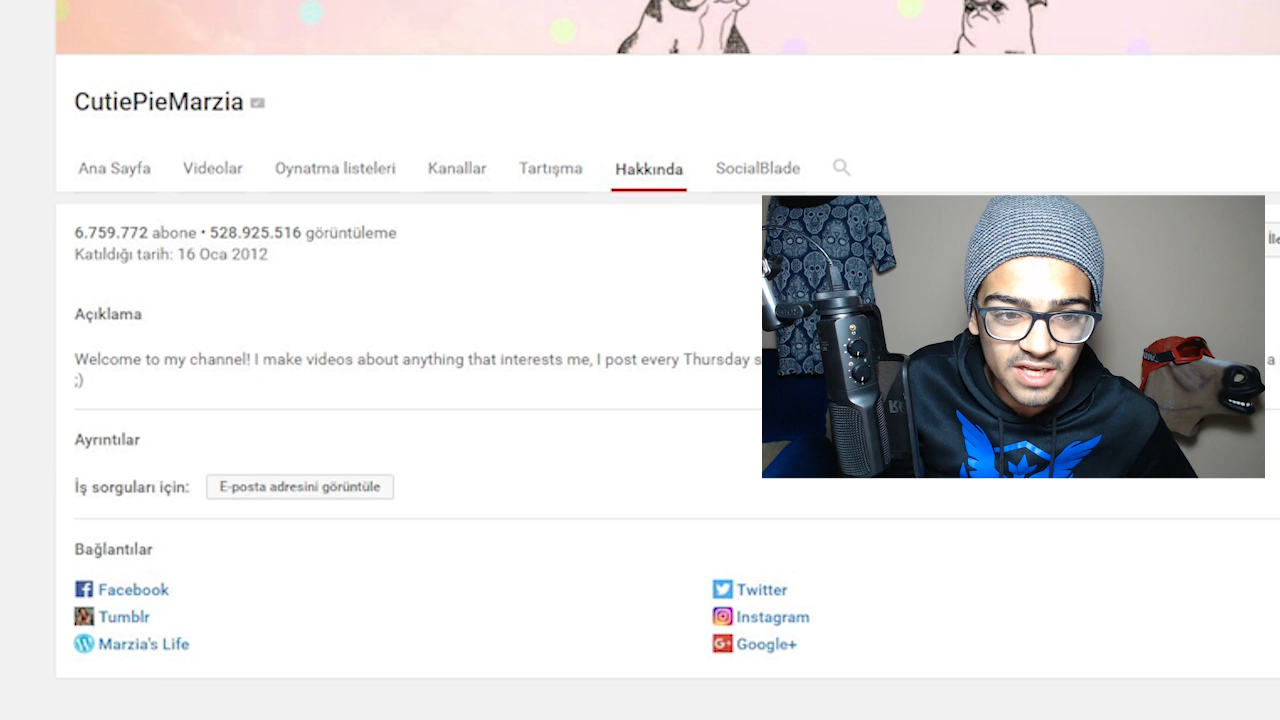 CutiePieMarzia
Ana Sayfa Videolar Oynatma listeleri Kanallar Tartışma Hakkında SocialBlade
6.759.772 abone • 528.925.516 görüntüleme
Katıldığı tarih: 16 Oca 2012
Açıklama
Welcome to my channel! I make videos about anything that interests me, I post every Thursday
;)
Ayrıntılar
İş sorguları için: E-posta adresini görüntüle
Bağlantılar
Facebook Twitter
Tumblr Instagram
Marzia's Life Google+